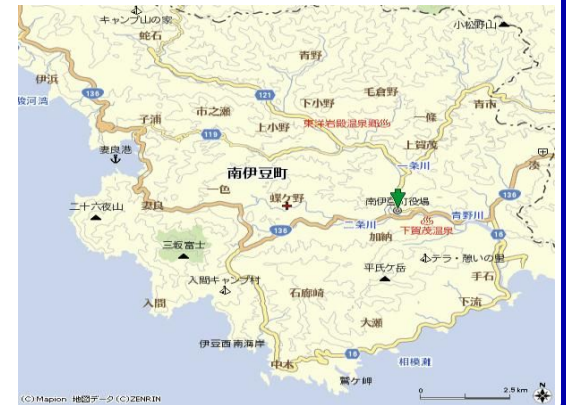 キャンプ山の家
小松野山
蛇石
青野
伊浜
136
毛倉野
駿河湾
121
下小野
市之瀬
青市
子浦
東洋岩殿温泉郷
一條
119
上小野
上賀茂
妻良港
一条川
湊
南伊豆町
一色
蝶ケ野
南伊豆町役場
二十六夜山
妻良
136
二条川
青野川
136
加納
下賀茂温泉
16
三坂富士
テラ・憩いの里
平氏ケ岳
入間キャンプ村
手石
石廊崎
入間
下流
大瀬
伊豆西南海岸
中木
16
相模灘
鷲ケ岬
0
2.5km
(C)Mapion 地図データ(C)ZENRIN